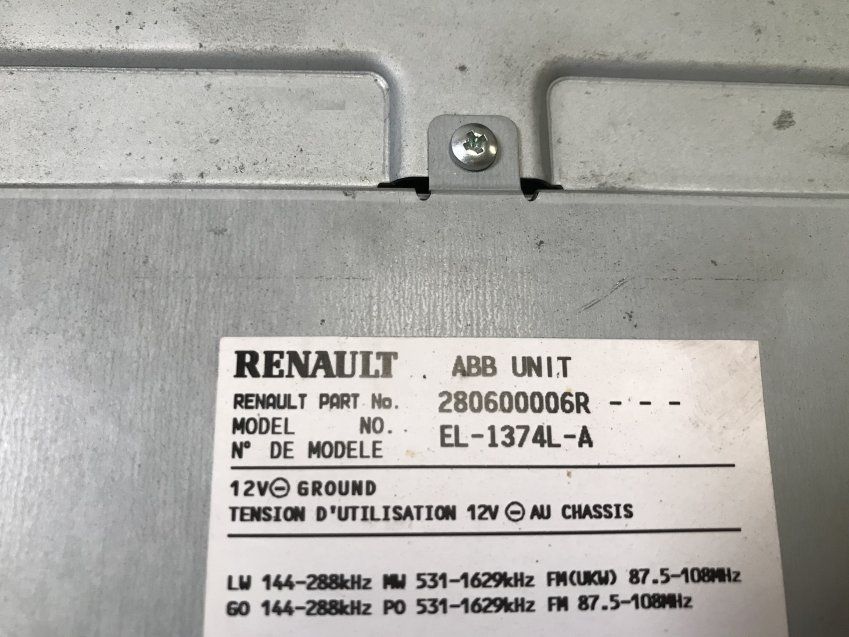 RENAULT ABB UNIT
RENAULT PART No. 280600006R - - -
MODEL NO. EL-1374L-A
N° DE MODELE
12V⊖ GROUND
TENSION D'UTILISATION 12V ⊖ AU CHASSIS
LW 144-288kHz MW 531-1629kHz FM(UKW) 87.5-108MHz
GO 144-288kHz PO 531-1629kHz FM 87.5-108MHz